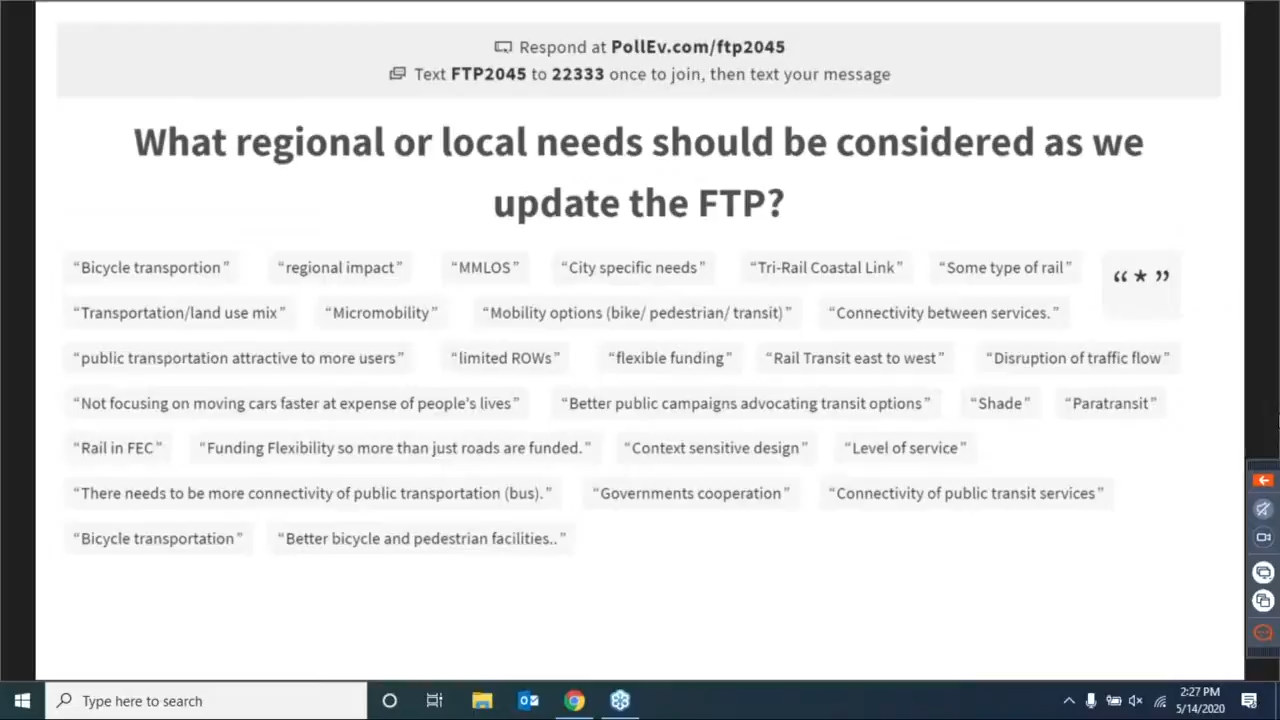 Respond at PollEv.com/ftp2045
Text FTP2045 to 22333 once to join, then text your message
What regional or local needs should be considered as we
update the FTP?
“Bicycle transportion” “regional impact” “MMLOS” “City specific needs” “Tri-Rail Coastal Link” “Some type of rail” “*”
“Transportation/land use mix” “Micromobility” “Mobility options (bike/ pedestrian/ transit)” “Connectivity between services.”
“public transportation attractive to more users” “limited ROWs” “flexible funding” “Rail Transit east to west” “Disruption of traffic flow”
“Not focusing on moving cars faster at expense of people's lives” “Better public campaigns advocating transit options” “Shade” “Paratransit”
“Rail in FEC” “Funding Flexibility so more than just roads are funded.” “Context sensitive design” “Level of service”
“There needs to be more connectivity of public transportation (bus).” “Governments cooperation” “Connectivity of public transit services”
“Bicycle transportation” “Better bicycle and pedestrian facilities..”
Type here to search
2:27 PM
5/14/2020